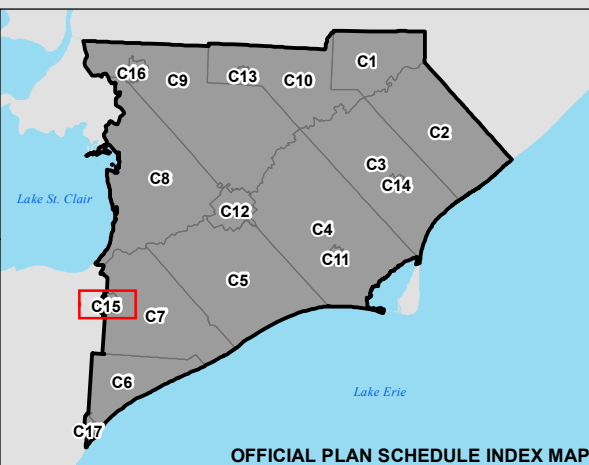 C1
C16
C9
C13
C10
C2
C3
C8
C14
Lake St. Clair
C12
C4
C11
C5
C15
C7
C6
Lake Erie
C17
OFFICIAL PLAN SCHEDULE INDEX MAP